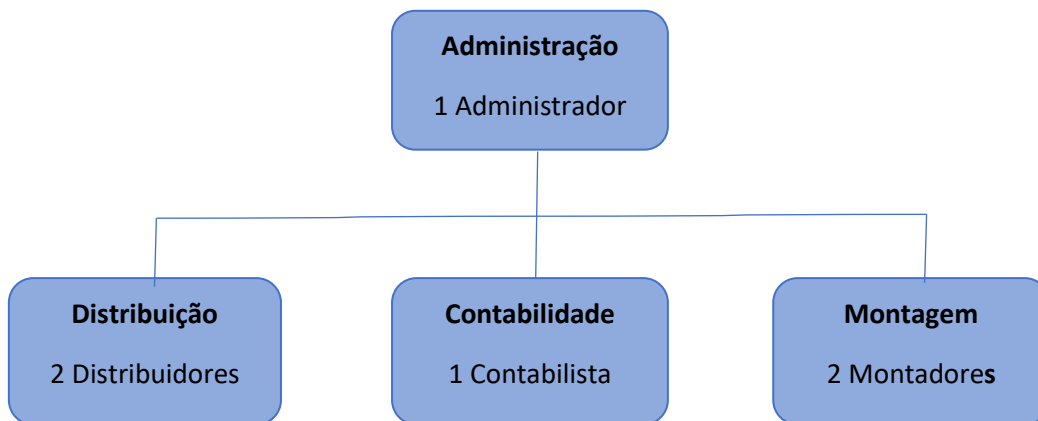 Administração
1 Administrador
Distribuição
2 Distribuidores
Contabilidade
1 Contabilista
Montagem
2 Montadores